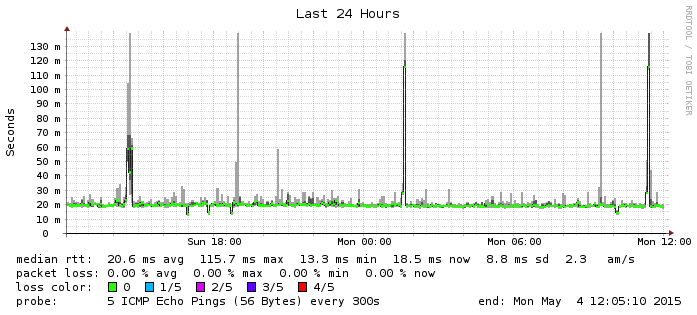 Last 24 Hours
RRDTOOL / TOBI OETIKER
Seconds
130 m
120 m
110 m
100 m
90 m
80 m
70 m
60 m
50 m
40 m
30 m
20 m
10 m
0
Sun 18:00 Mon 00:00 Mon 06:00 Mon 12:00
median rtt: 20.6 ms avg 115.7 ms max 13.3 ms min 18.5 ms now 8.8 ms sd 2.3 am/s
packet loss: 0.00 % avg 0.00 % max 0.00 % min 0.00 % now
loss color: 0 1/5 2/5 3/5 4/5
probe: 5 ICMP Echo Pings (56 Bytes) every 300s end: Mon May 4 12:05:10 2015